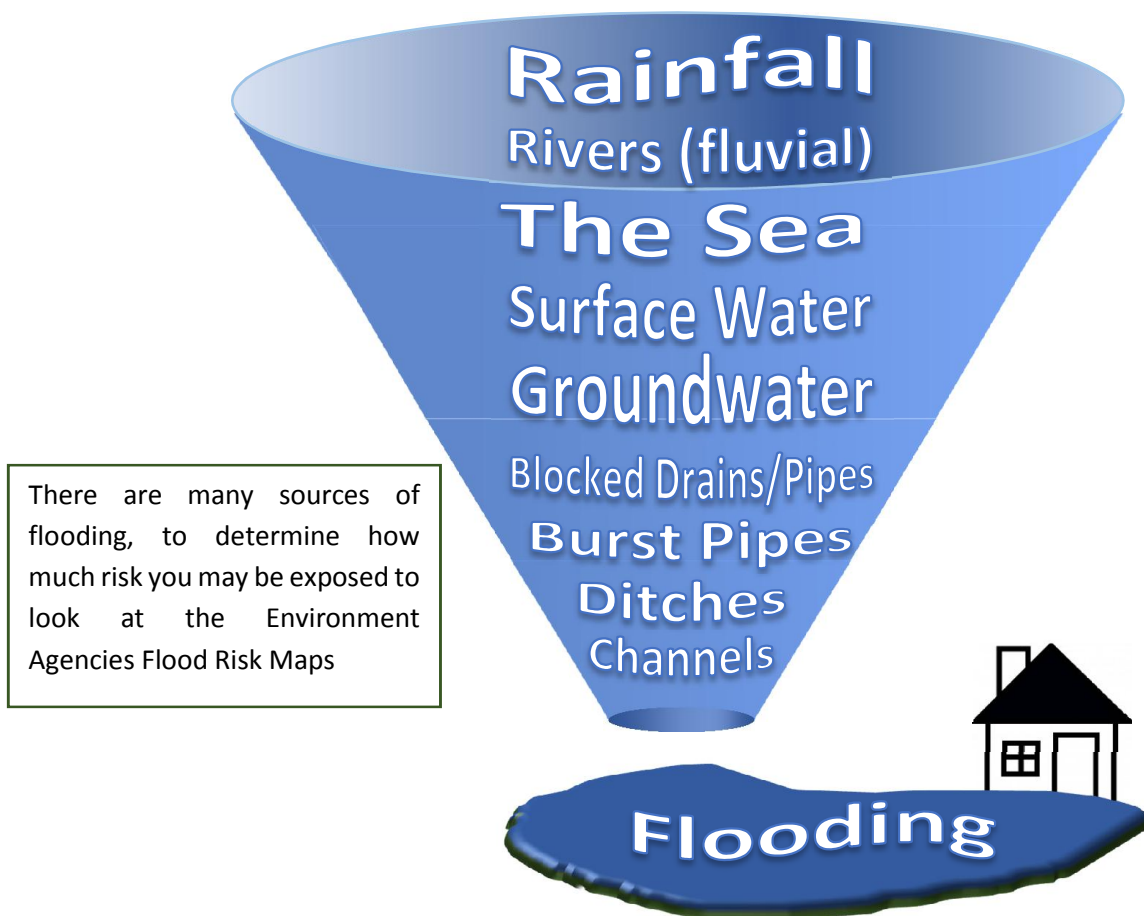 Rainfall
Rivers (fluvial)
The Sea
Surface Water
Groundwater
Blocked Drains/Pipes
Burst Pipes
Ditches
Channels
There are many sources of
flooding, to determine how
much risk you may be exposed to
look at the Environment
Agencies Flood Risk Maps
Flooding